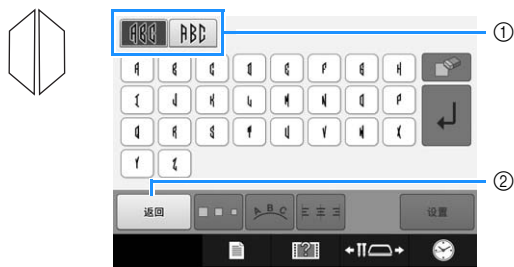 ABC ABC ①
A B C D E F G H
I J K L M N O P
Q R S T U V W X
Y Z
②
返回 A B C 设置
?